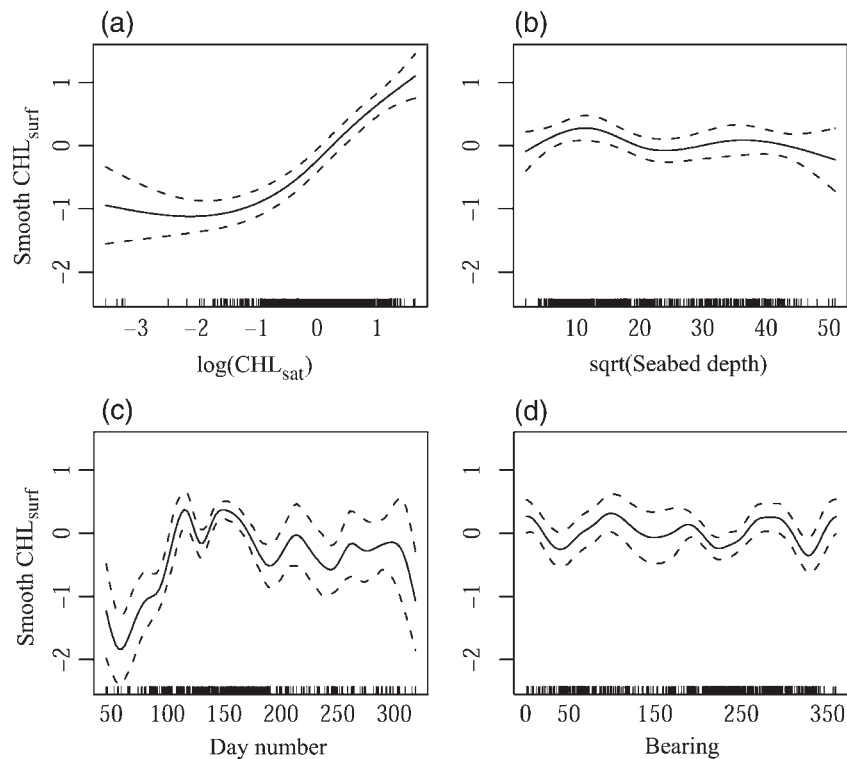 (a)
(b)
Smooth CHLsurf
1
0
−1
−2
1
0
−1
−2
−3 −2 −1 0 1
10 20 30 40 50
log(CHLsat)
sqrt(Seabed depth)
(c)
(d)
Smooth CHLsurf
1
0
−1
−2
1
0
−1
−2
50 100 150 200 250 300
0 50 150 250 350
Day number
Bearing